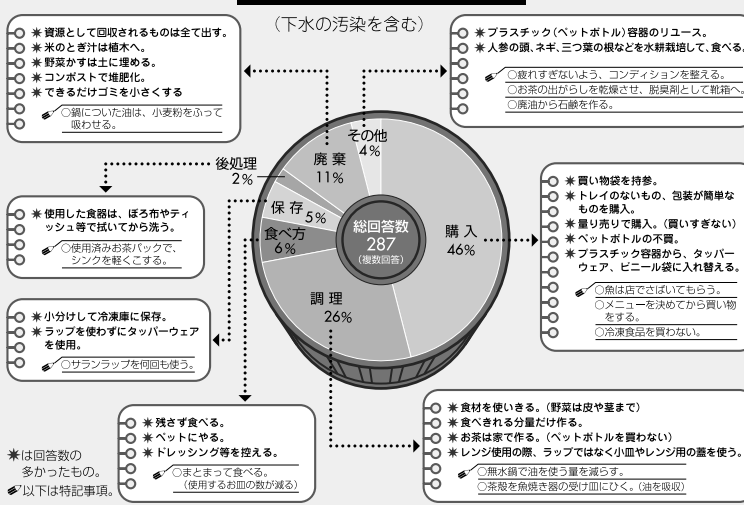 (下水の汚染を含む)
✷資源として回収されるものは全て出す。
✷米のとぎ汁は植木へ。
✷野菜かすは土に埋める。
✷コンポストで堆肥化。
✷できるだけゴミを小さくする
○鍋についた油は、小麦粉をふって
吸わせる。
✷プラスチック(ペットボトル)容器のリユース。
✷人参の頭、ネギ、三つ葉の根などを水耕栽培して、食べる。
○疲れすぎないよう、コンディションを整える。
○お茶の出がらしを乾燥させ、脱臭剤として靴箱へ。
○廃油から石鹸を作る。
その他
4%
廃棄
11%
後処理
2%
保存
5%
食べ方
6%
調理
26%
購入
46%
総回答数
287
(複数回答)
✷使用した食器は、ぼろ布やティ
ッシュ等で拭いてから洗う。
○使用済みお茶パックで、
シンクを軽くこする。
✷買い物袋を持参。
✷トレイのないもの、包装が簡単な
ものを購入。
✷量り売りで購入。(買いすぎない)
✷ペットボトルの不買。
✷プラスチック容器から、タッパー
ウェア、ビニール袋に入れ替える。
○魚は店でさばいてもらう。
○メニューを決めてから買い物
をする。
○冷凍食品を買わない。
✷小分けして冷凍庫に保存。
✷ラップを使わずにタッパーウェア
を使用。
○サランラップを何回も使う。
✷残さず食べる。
✷ペットにやる。
✷ドレッシング等を控える。
○まとまって食べる。
(使用するお皿の数が減る)
✷食材を使いきる。(野菜は皮や茎まで)
✷食べきれる分量だけ作る。
✷お茶は家で作る。(ペットボトルを買わない)
✷レンジ使用の際、ラップではなく小皿やレンジ用の蓋を使う。
○無水鍋で油を使う量を減らす。
○茶殻を魚焼き器の受け皿にひく。(油を吸収)
✷は回答数の
多かったもの。
以下は特記事項。